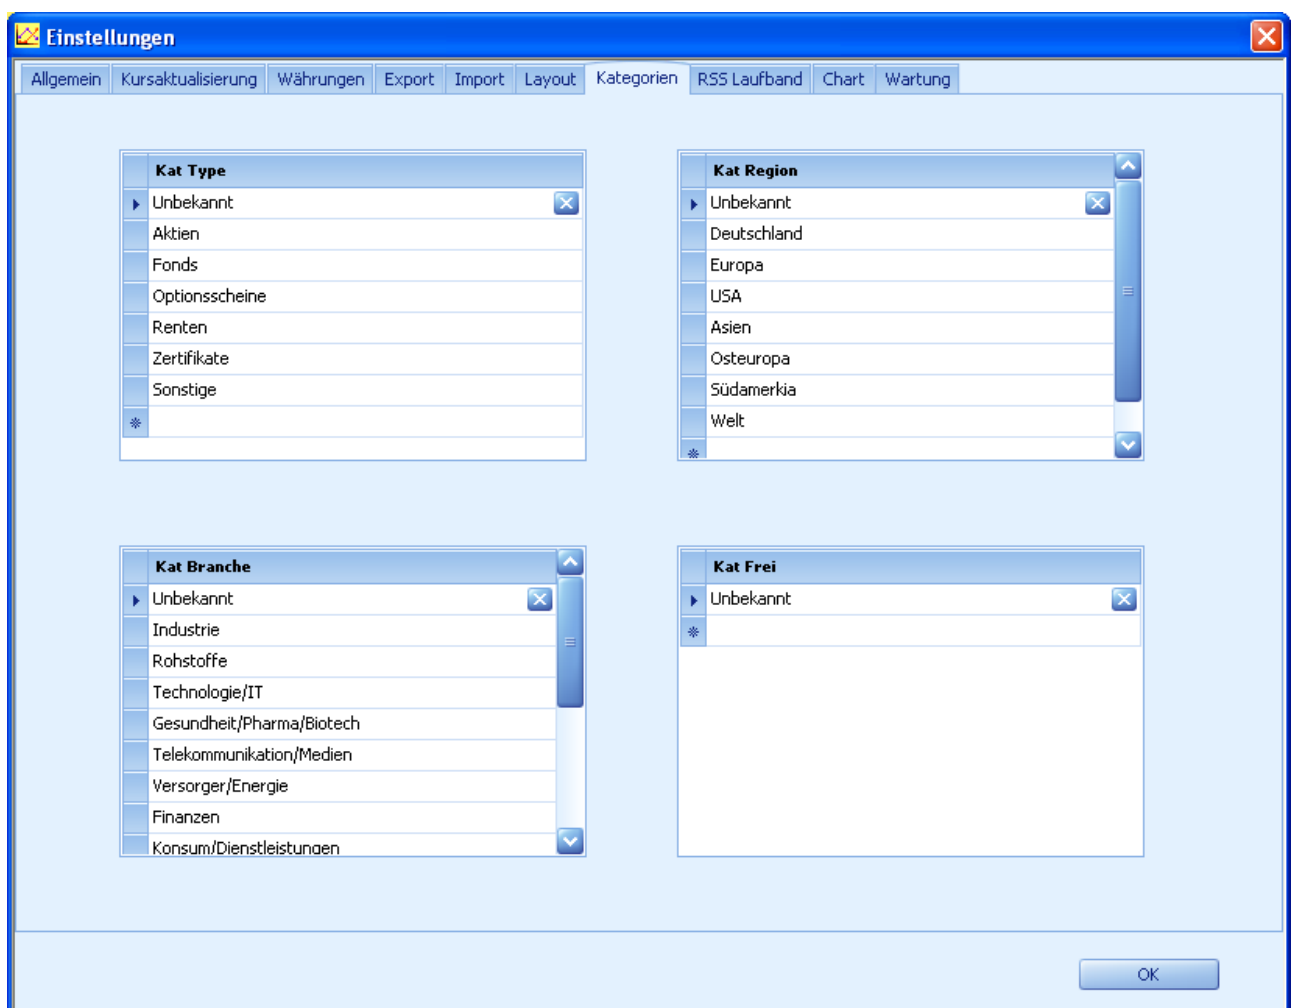 Einstellungen
Allgemein Kursaktualisierung Währungen Export Import Layout Kategorien RSS Laufband Chart Wartung
Kat Type
Unbekannt
Aktien
Fonds
Optionsscheine
Renten
Zertifikate
Sonstige
Kat Region
Unbekannt
Deutschland
Europa
USA
Asien
Osteuropa
Südamerkia
Welt
Kat Branche
Unbekannt
Industrie
Rohstoffe
Technologie/IT
Gesundheit/Pharma/Biotech
Telekommunikation/Medien
Versorger/Energie
Finanzen
Konsum/Dienstleistungen
Kat Frei
Unbekannt
OK